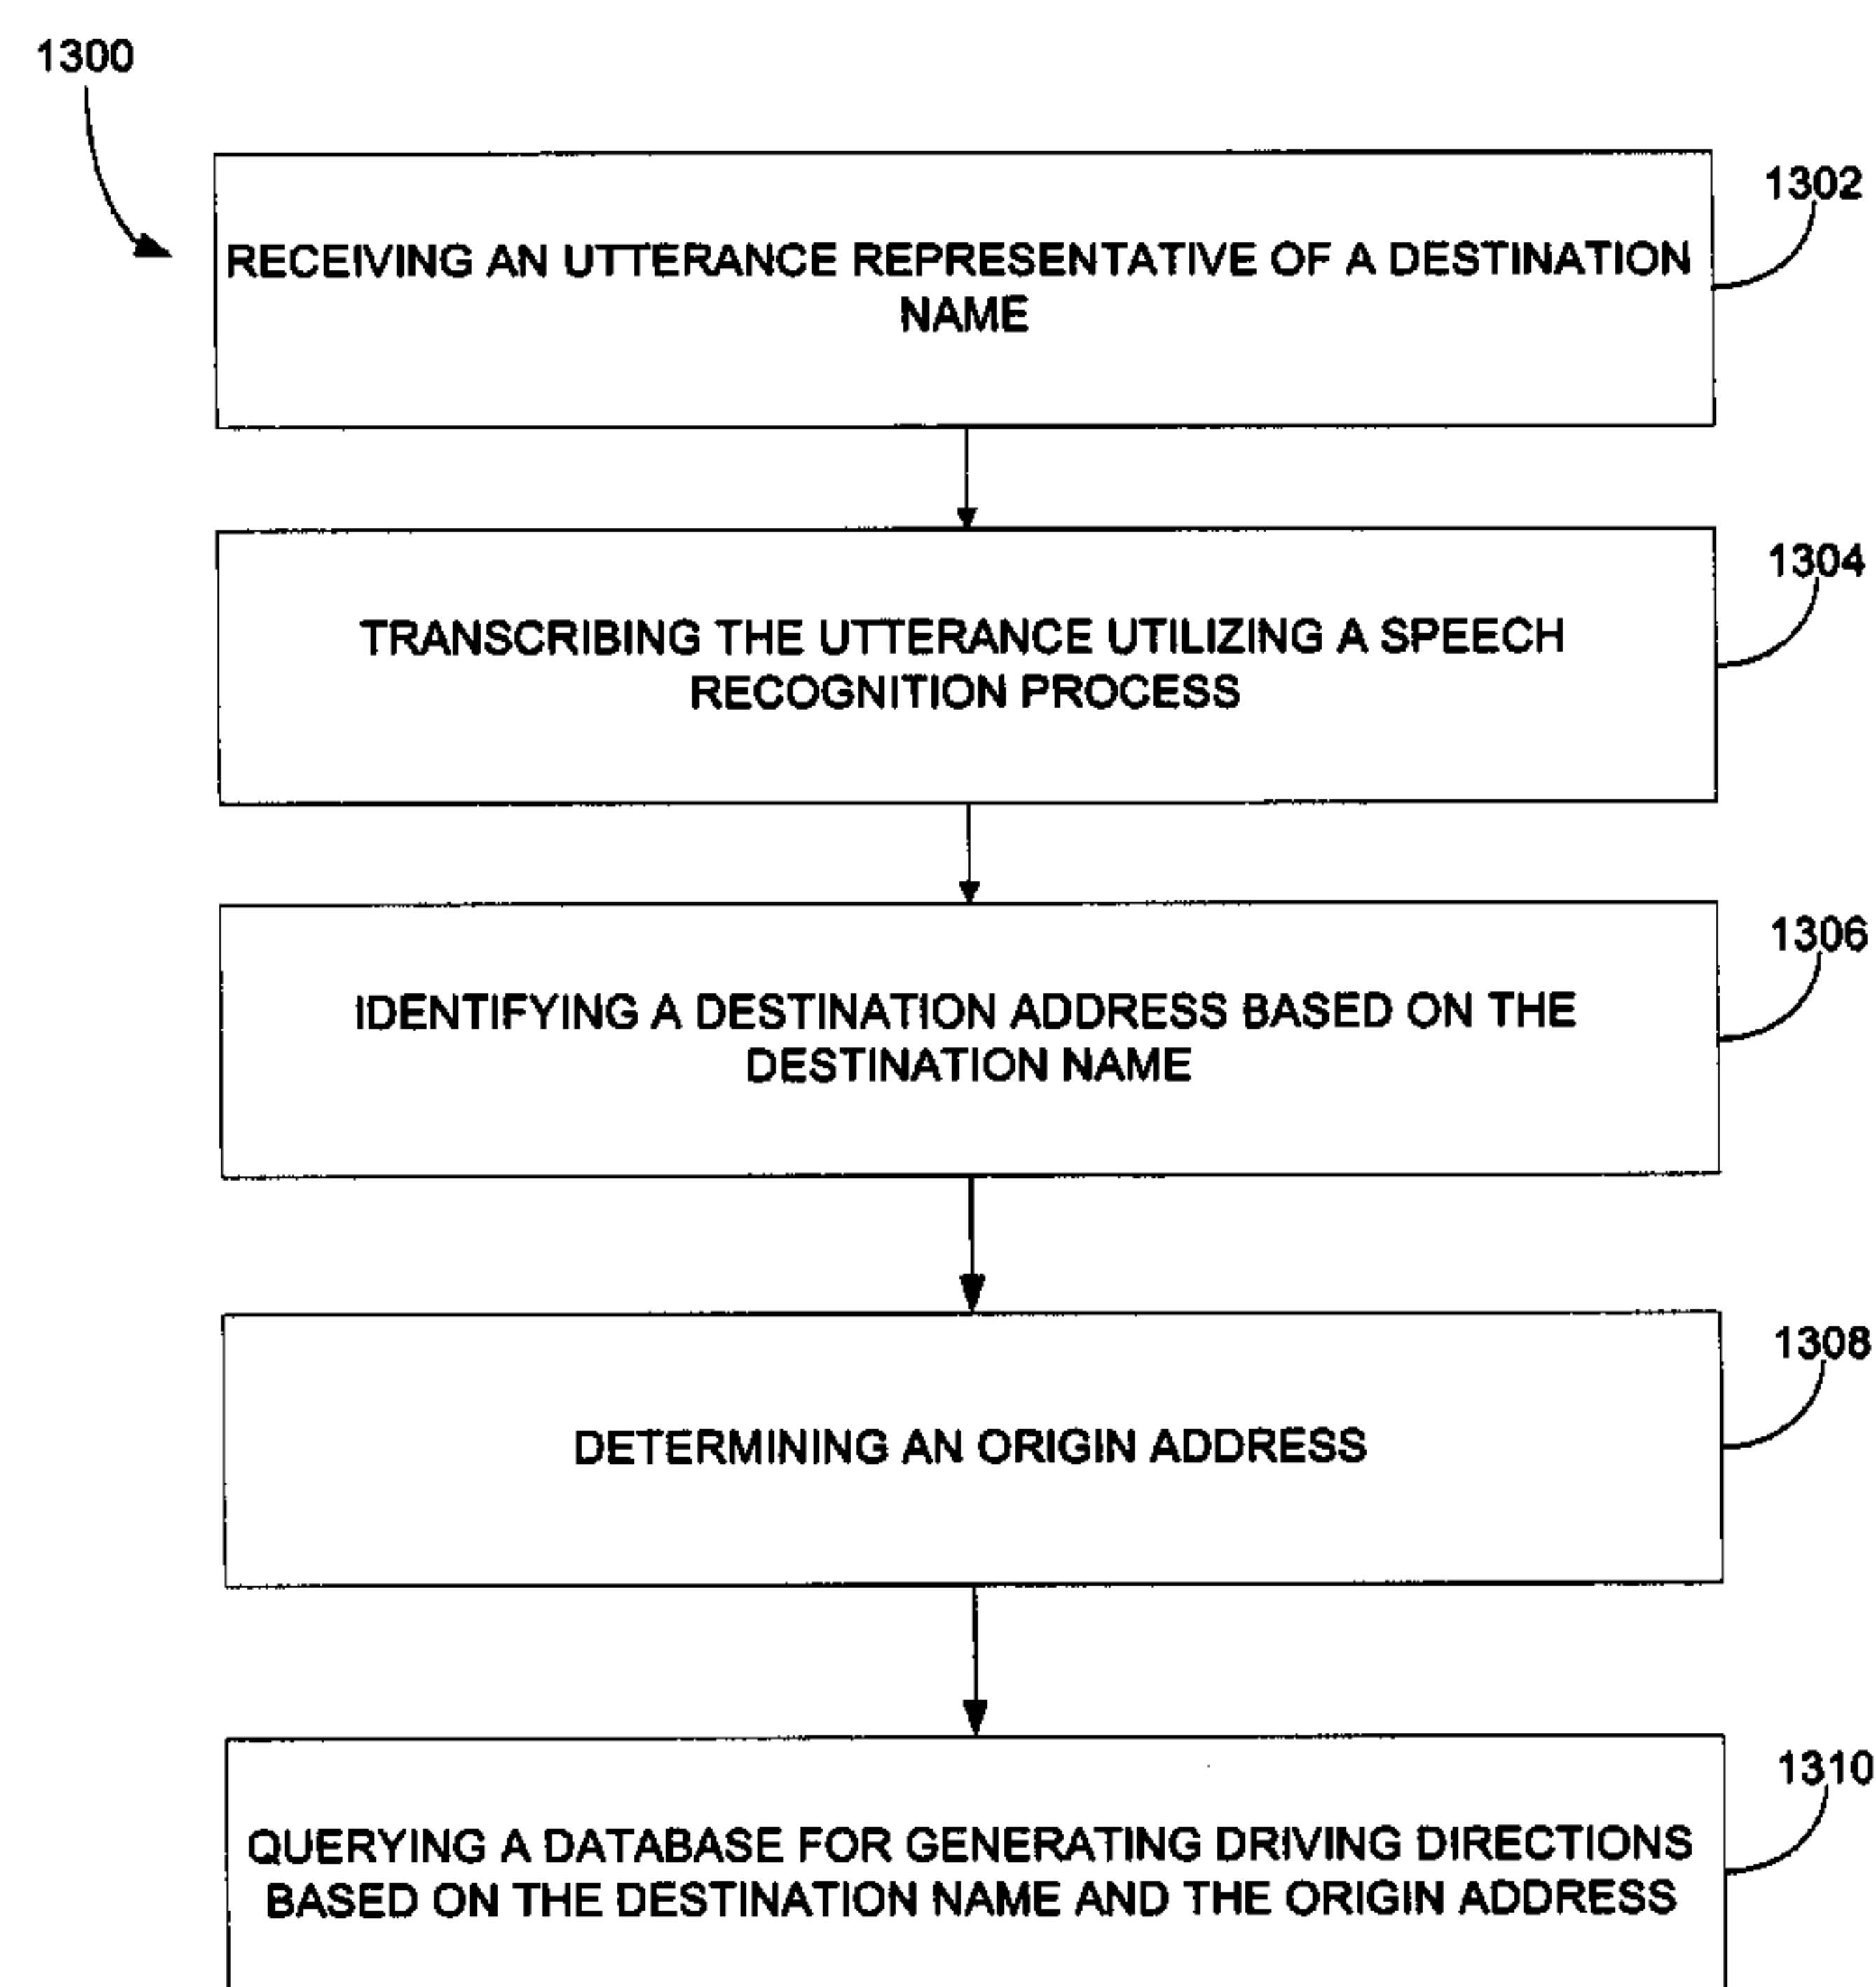 1300
1302
RECEIVING AN UTTERANCE REPRESENTATIVE OF A DESTINATION
NAME
1304
TRANSCRIBING THE UTTERANCE UTILIZING A SPEECH
RECOGNITION PROCESS
1306
IDENTIFYING A DESTINATION ADDRESS BASED ON THE
DESTINATION NAME
1308
DETERMINING AN ORIGIN ADDRESS
1310
QUERYING A DATABASE FOR GENERATING DRIVING DIRECTIONS
BASED ON THE DESTINATION NAME AND THE ORIGIN ADDRESS